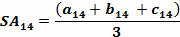 SA₁₄ = (a₁₄ + b₁₄ + c₁₄) / 3